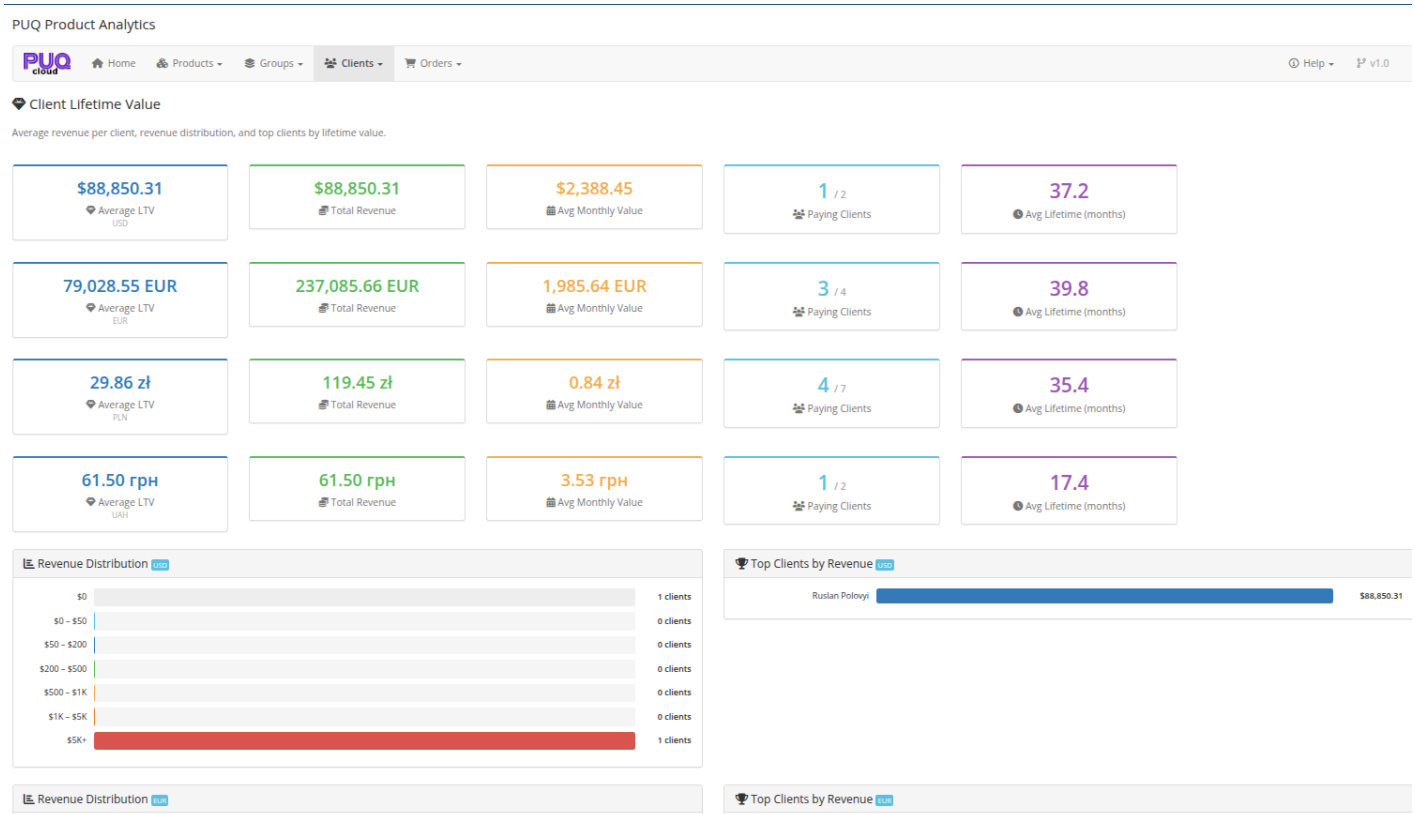 PUQ Product Analytics
PUQ cloud Home Products Groups Clients Orders Help v1.0
Client Lifetime Value
Average revenue per client, revenue distribution, and top clients by lifetime value.
$88,850.31 $88,850.31 $2,388.45 1 / 2 37.2
Average LTV Total Revenue Avg Monthly Value Paying Clients Avg Lifetime (months)
USD
79,028.55 EUR 237,085.66 EUR 1,985.64 EUR 3 / 4 39.8
Average LTV Total Revenue Avg Monthly Value Paying Clients Avg Lifetime (months)
EUR
29.86 zł 119.45 zł 0.84 zł 4 / 7 35.4
Average LTV Total Revenue Avg Monthly Value Paying Clients Avg Lifetime (months)
PLN
61.50 грн 61.50 грн 3.53 грн 1 / 2 17.4
Average LTV Total Revenue Avg Monthly Value Paying Clients Avg Lifetime (months)
UAH
Revenue Distribution USD
$0 1 clients
$0 – $50 0 clients
$50 – $200 0 clients
$200 – $500 0 clients
$500 – $1K 0 clients
$1K – $5K 0 clients
$5K+ 1 clients
Top Clients by Revenue USD
Ruslan Polovyi $88,850.31
Revenue Distribution EUR
Top Clients by Revenue EUR